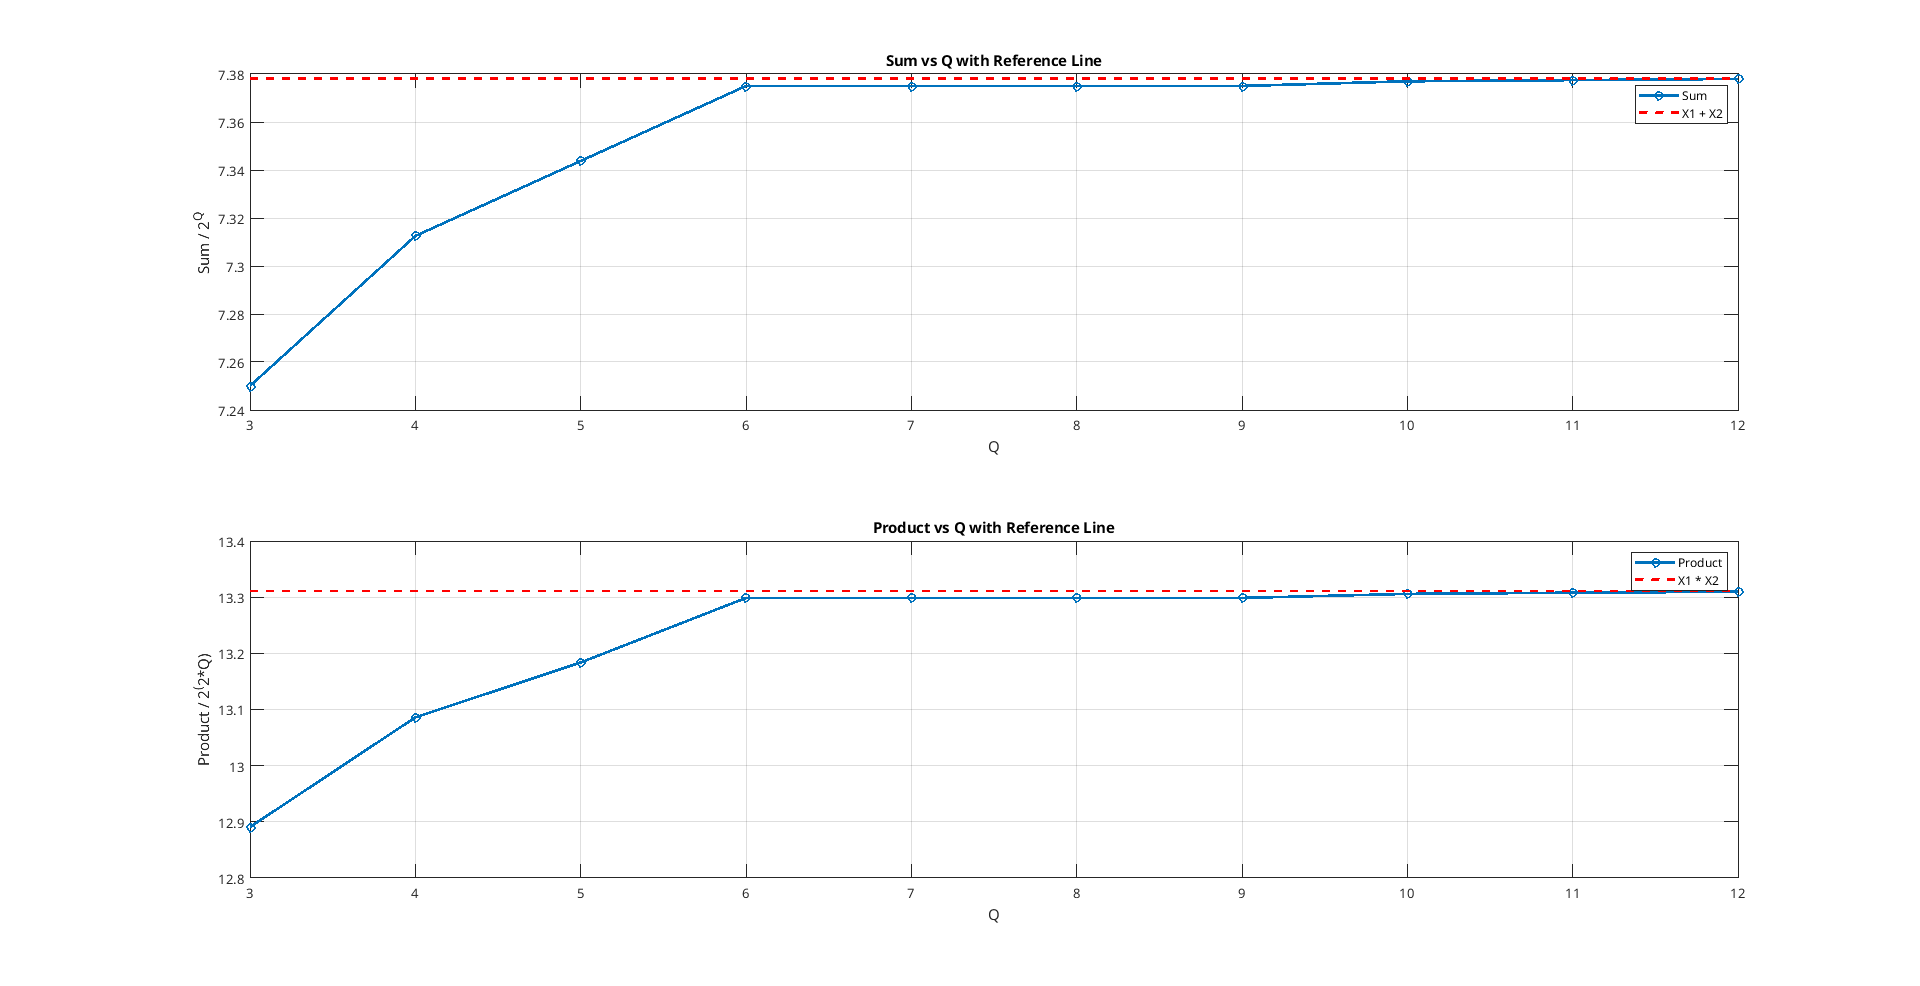 Sum vs Q with Reference Line
7.38
7.36
7.34
7.32
7.3
7.28
7.26
7.24
Sum / 2^Q
Sum
X1 + X2
3 4 5 6 7 8 9 10 11 12
Q
Product vs Q with Reference Line
13.4
13.3
13.2
13.1
13
12.9
12.8
Product / 2^(2*Q)
Product
X1 * X2
3 4 5 6 7 8 9 10 11 12
Q